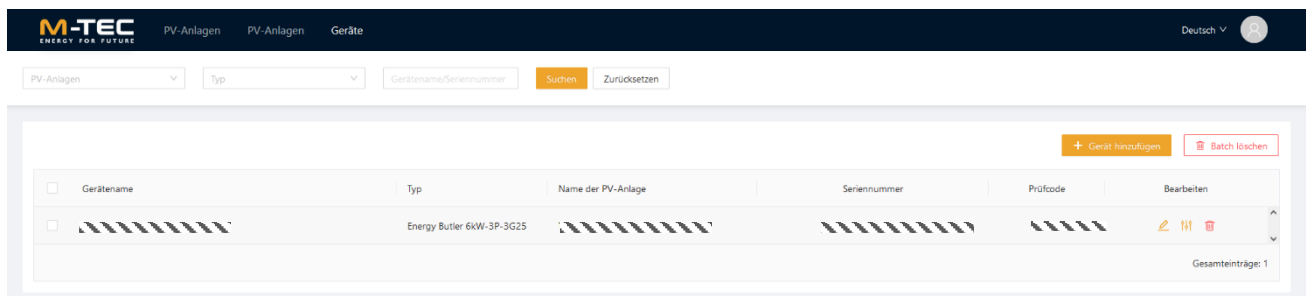 M-TEC PV-Anlagen PV-Anlagen Geräte Deutsch
ENERGY FOR FUTURE
PV-Anlagen Typ Gerätename/Seriennummer Suchen Zurücksetzen
+ Gerät hinzufügen Batch löschen
Gerätename Typ Name der PV-Anlage Seriennummer Prüfcode Bearbeiten
Energy Butler 6kW-3P-3G25
Gesamteinträge: 1